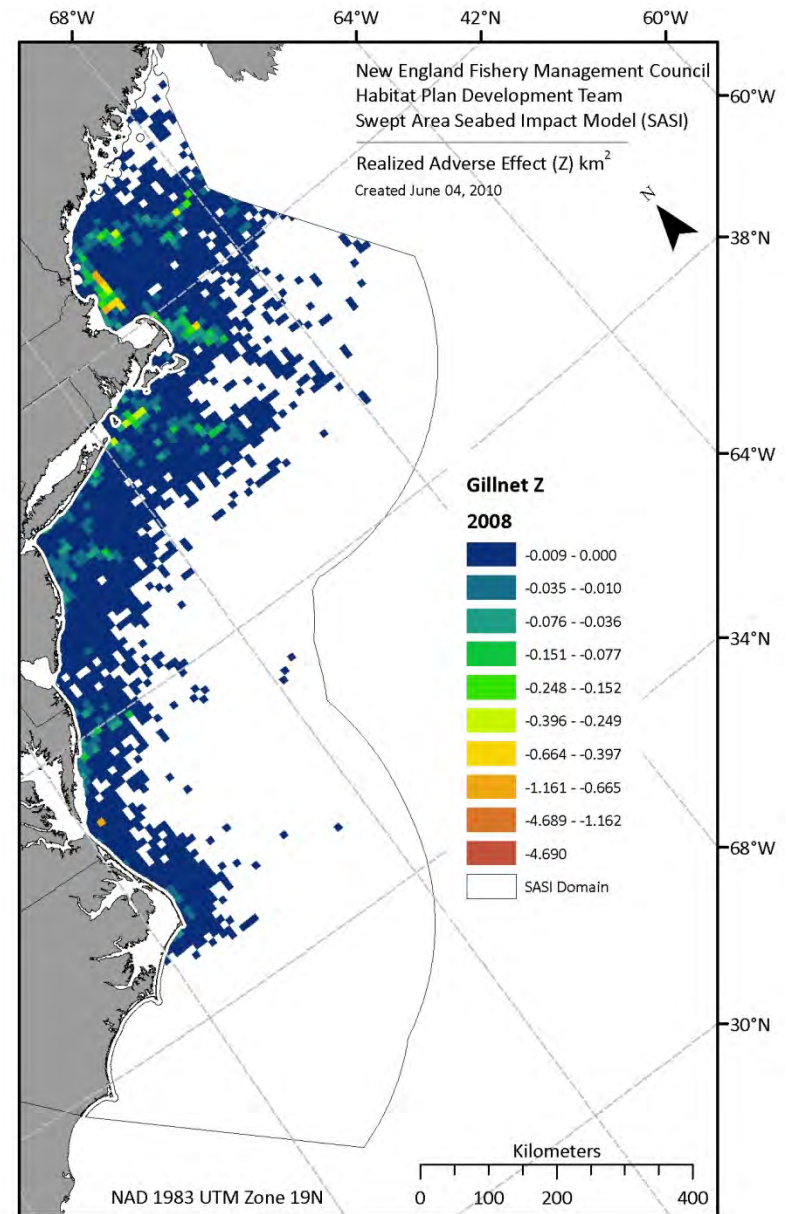 68°W 64°W 42°N 60°W
New England Fishery Management Council
Habitat Plan Development Team
Swept Area Seabed Impact Model (SASI)
Realized Adverse Effect (Z) km²
Created June 04, 2010
60°W
N
38°N
64°W
Gillnet Z
2008
-0.009 - 0.000
-0.035 - -0.010
-0.076 - -0.036
-0.151 - -0.077
-0.248 - -0.152
-0.396 - -0.249
-0.664 - -0.397
-1.161 - -0.665
-4.689 - -1.162
-4.690
SASI Domain
34°N
68°W
30°N
Kilometers
NAD 1983 UTM Zone 19N
0 100 200 400